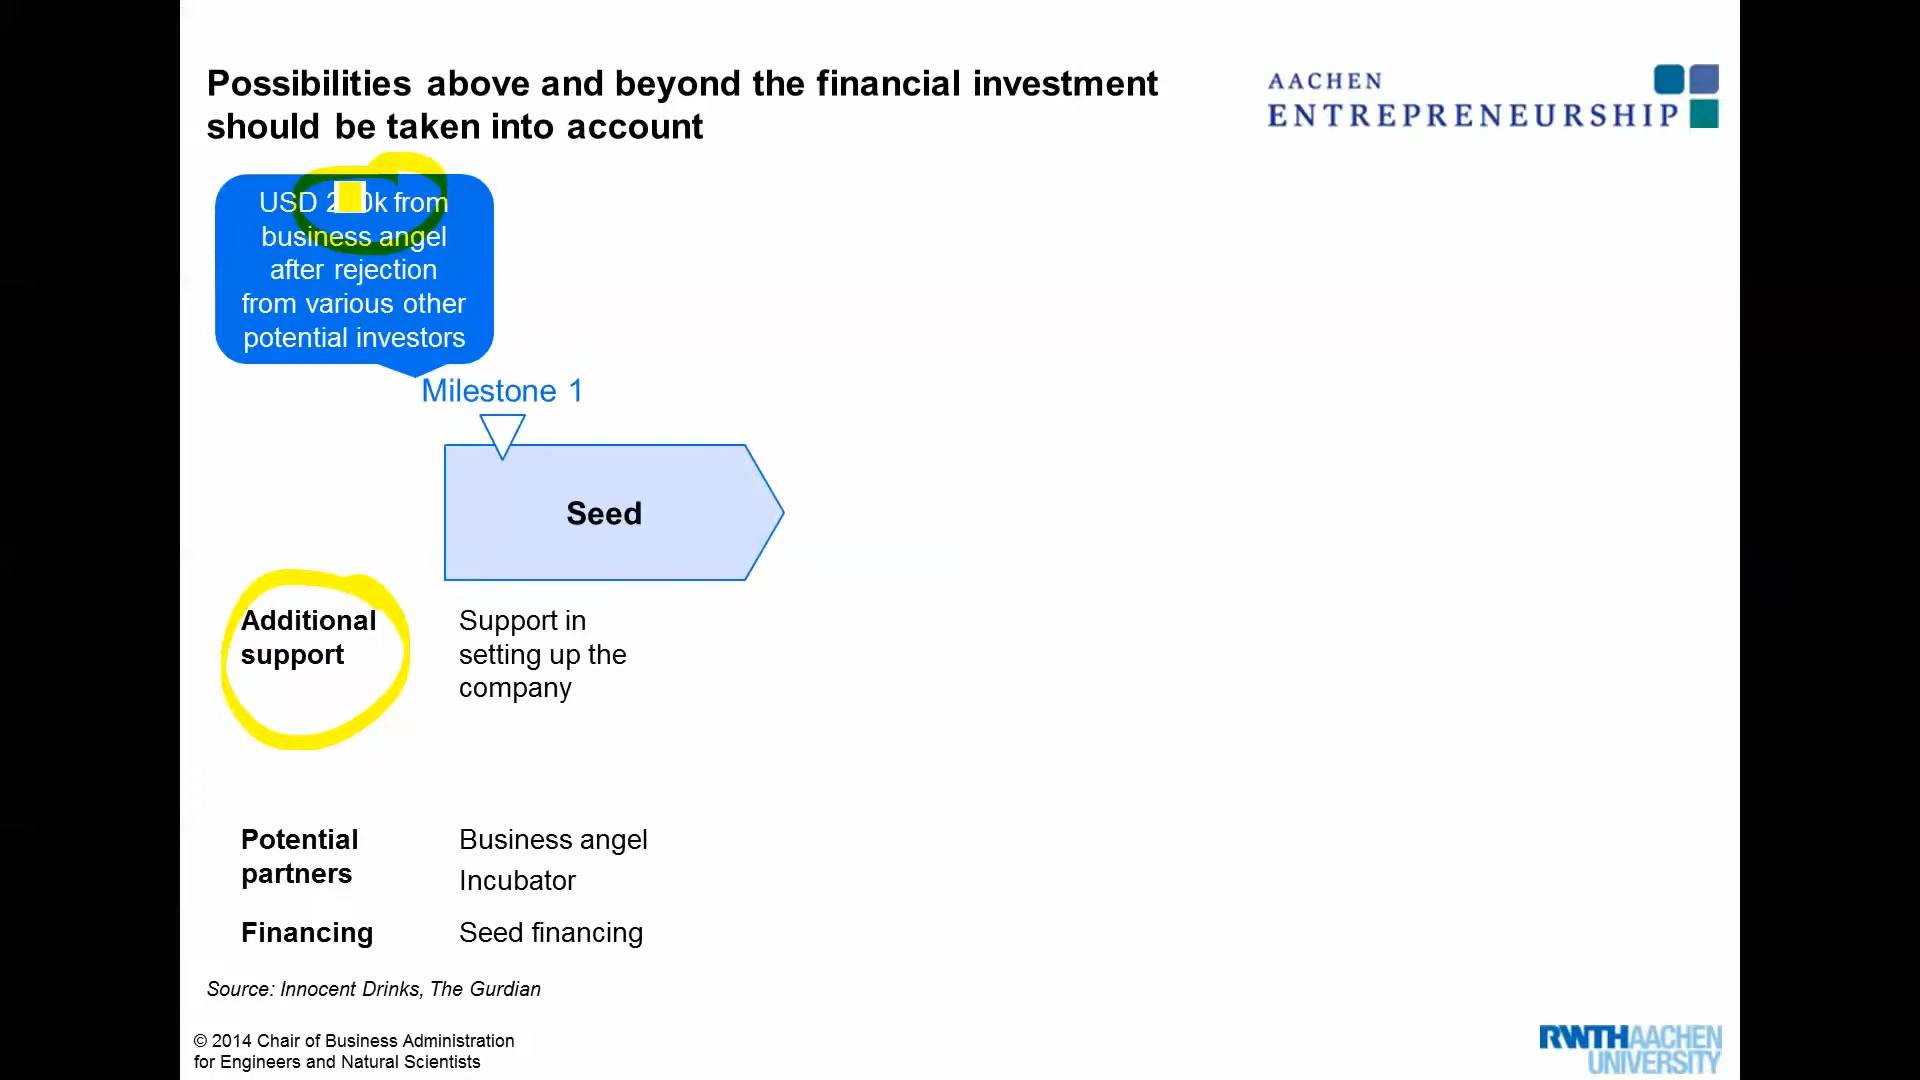 Possibilities above and beyond the financial investment
should be taken into account
AACHEN
ENTREPRENEURSHIP
USD from
business angel
after rejection
from various other
potential investors
Milestone 1
Seed
Additional
support
Support in
setting up the
company
Potential
partners
Business angel
Incubator
Financing
Seed financing
Source: Innocent Drinks, The Gurdian
© 2014 Chair of Business Administration
for Engineers and Natural Scientists
RWTHAACHEN
UNIVERSITY